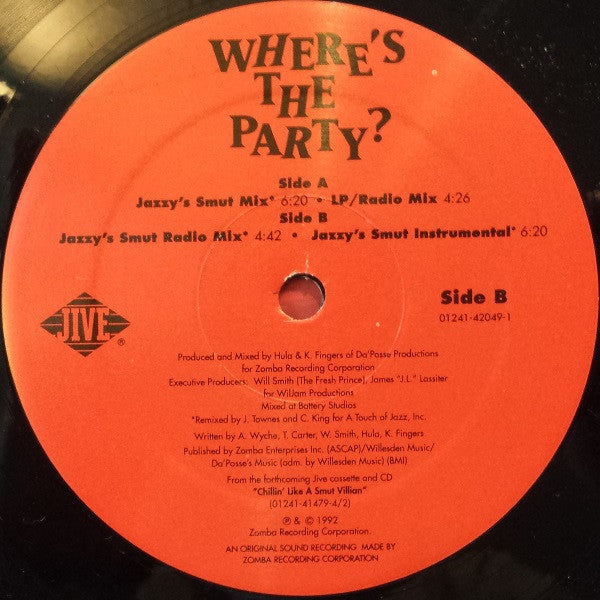 WHERE'S
THE
PARTY?
Side A
Jazzy's Smut Mix* 6:20 • LP/Radio Mix 4:26
Side B
Jazzy's Smut Radio Mix* 4:42 • Jazzy's Smut Instrumental* 6:20
JIVE
®
Side B
01241-42049-1
Produced and Mixed by Hula & K. Fingers of Da'Posse Productions
for Zomba Recording Corporation
Executive Producers: Will Smith (The Fresh Prince), James "J.L." Lassiter
for WilJam Productions
Mixed at Battery Studios
*Remixed by J. Townes and C. King for A Touch of Jazz, Inc.
Written by A. Wyche, T. Carter, W. Smith, Hula, K. Fingers
Published by Zomba Enterprises Inc. (ASCAP)/Willesden Music/
Da'Posse's Music (adm. by Willesden Music) (BMI)
From the forthcoming Jive cassette and CD
"Chillin' Like A Smut Villian"
(01241-41479-4/2)
℗ & © 1992
Zomba Recording Corporation.
AN ORIGINAL SOUND RECORDING MADE BY
ZOMBA RECORDING CORPORATION